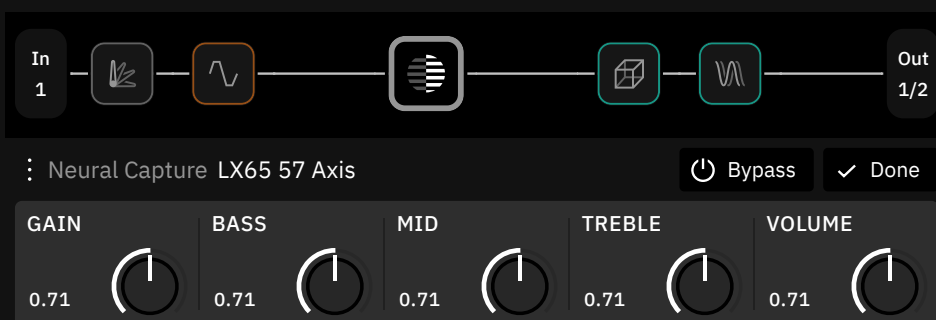 In
1
Out
1/2
Neural Capture LX65 57 Axis
Bypass
Done
GAIN
BASS
MID
TREBLE
VOLUME
0.71
0.71
0.71
0.71
0.71